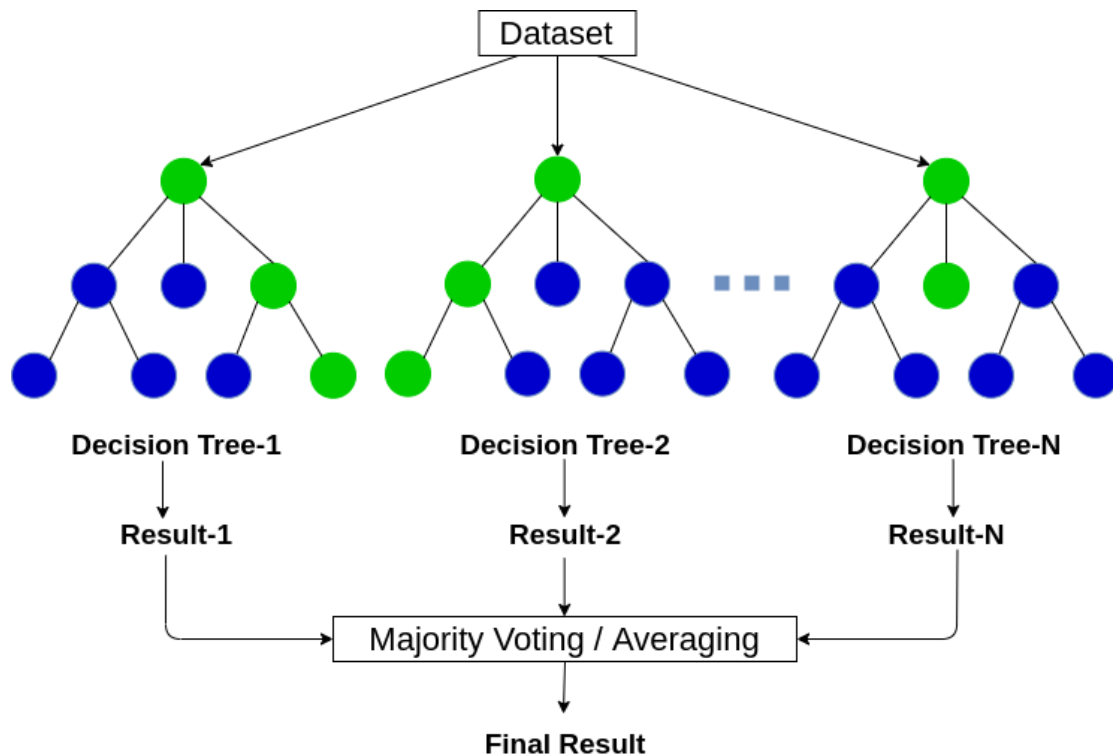 Dataset
Decision Tree-1
Decision Tree-2
Decision Tree-N
Result-1
Result-2
Result-N
Majority Voting / Averaging
Final Result